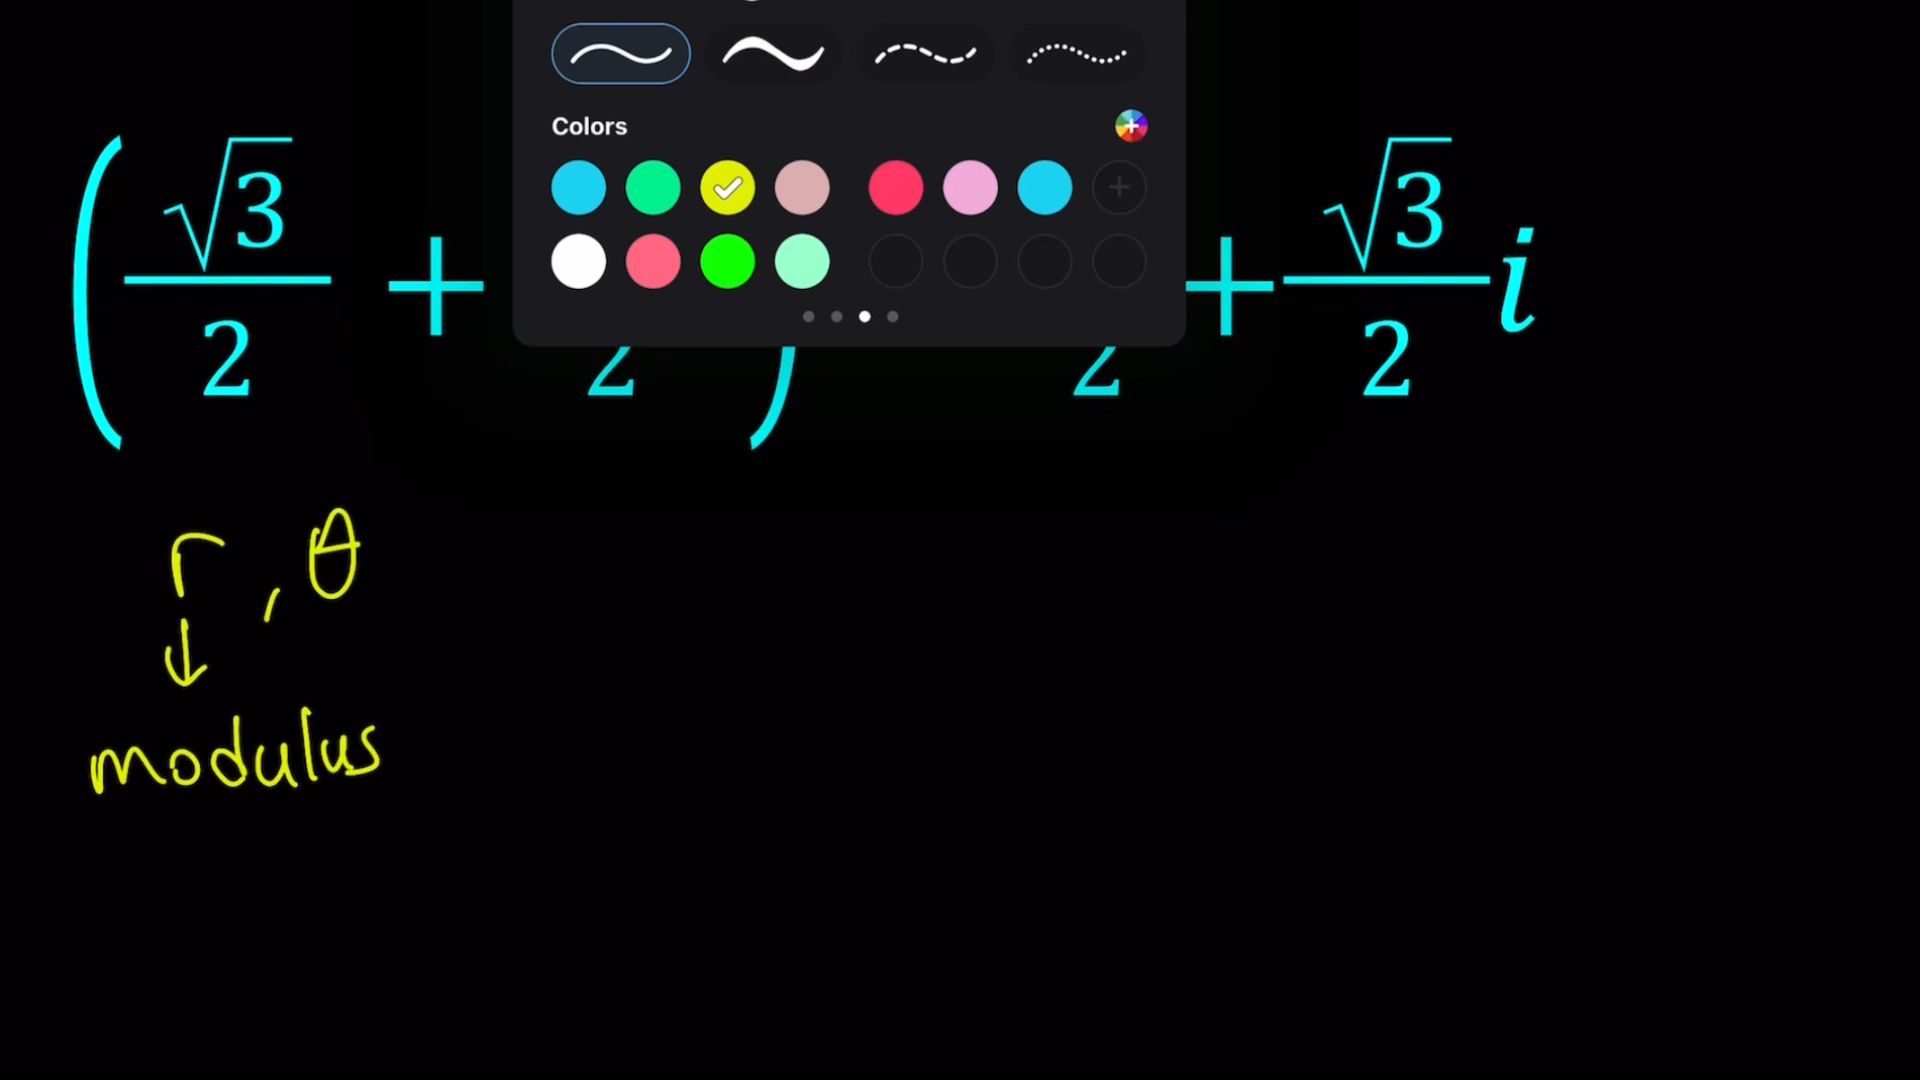 Colors
(√3/2 + /2) /2 + √3/2 i
r, θ
↓
modulus